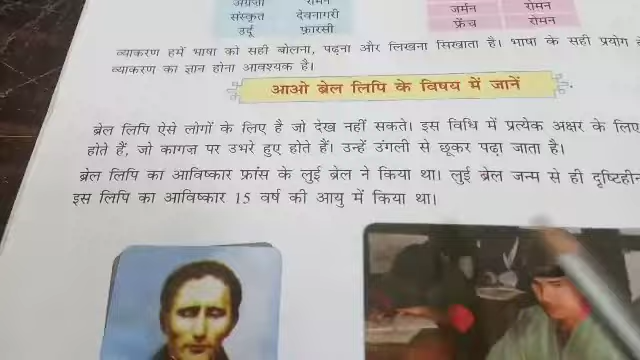 अंग्रेजी रोमन
संस्कृत देवनागरी
उर्दू फ़ारसी
जर्मन रोमन
फ्रेंच रोमन
व्याकरण हमें भाषा को सही बोलना, पढ़ना और लिखना सिखाता है। भाषा के सही प्रयोग
व्याकरण का ज्ञान होना आवश्यक है।
आओ ब्रेल लिपि के विषय में जानें
ब्रेल लिपि ऐसे लोगों के लिए है जो देख नहीं सकते। इस विधि में प्रत्येक अक्षर के लिए
होते हैं, जो कागज़ पर उभरे हुए होते हैं। उन्हें उंगली से छूकर पढ़ा जाता है।
ब्रेल लिपि का आविष्कार फ्रांस के लुई ब्रेल ने किया था। लुई ब्रेल जन्म से ही दृष्टिहीन
इस लिपि का आविष्कार 15 वर्ष की आयु में किया था।